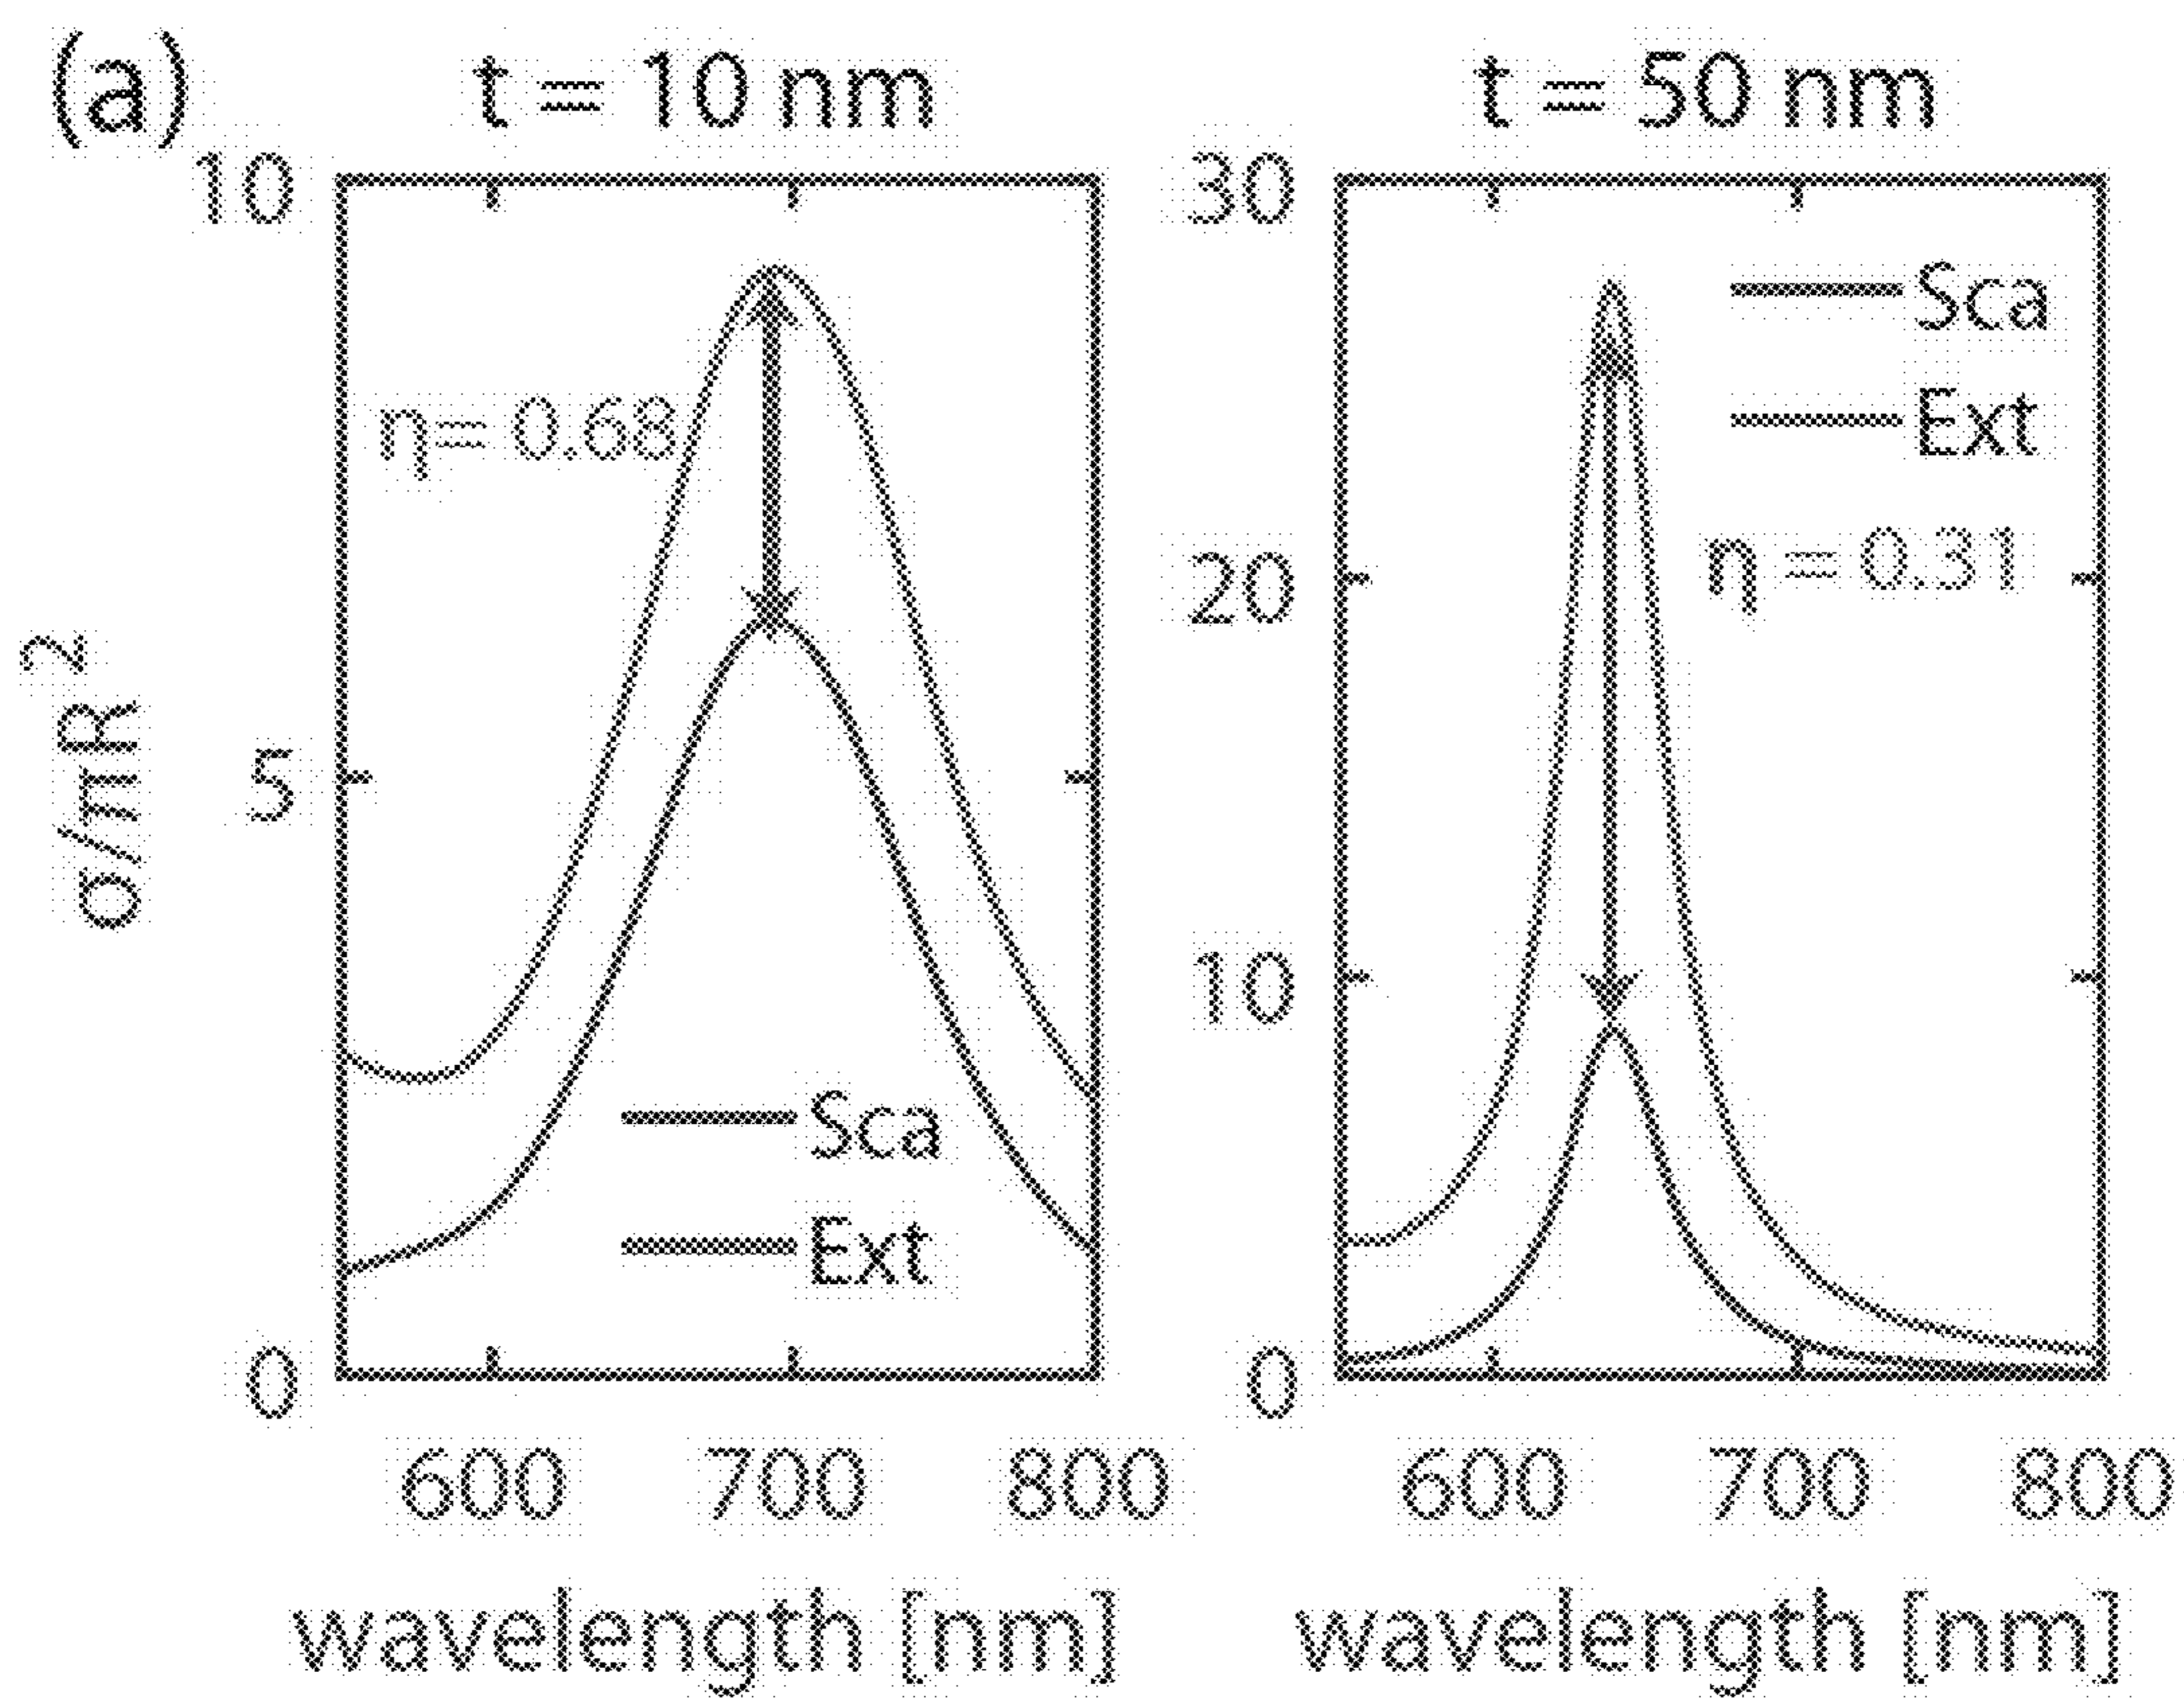 (a)
t = 10 nm
t = 50 nm
10
5
0
σ/πR²
η= 0.68
Sca
Ext
600 700 800
wavelength [nm]
30
20
10
0
Sca
Ext
η = 0.31
600 700 800
wavelength [nm]